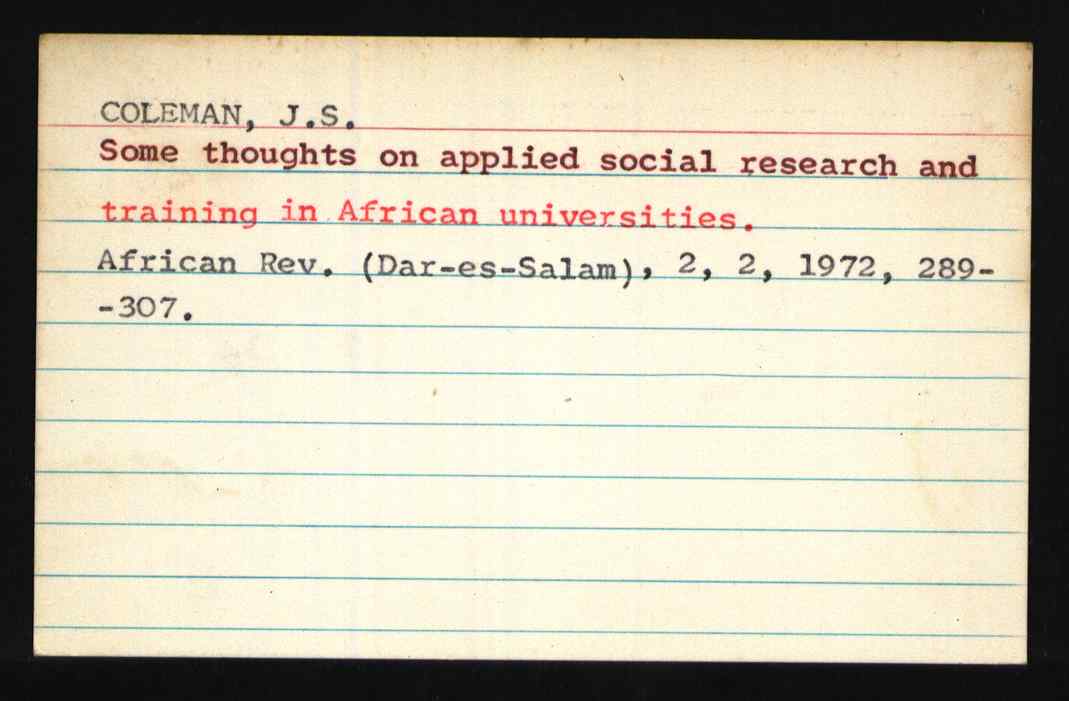 COLEMAN, J.S.
Some thoughts on applied social research and
training in African universities.
African Rev. (Dar-es-Salam), 2, 2, 1972, 289-
-307.